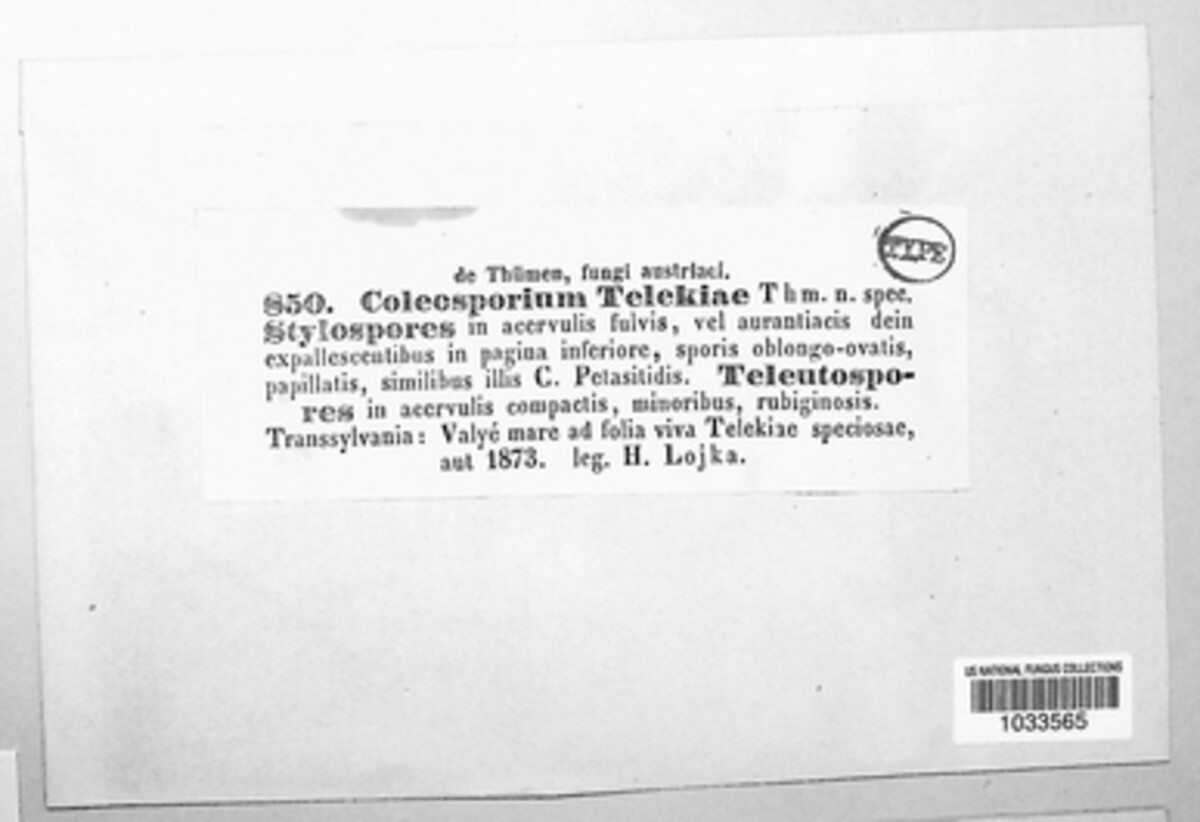 TYPE
de Thümen, fungi austriaci.
850. Coleosporium Telekiae Thm. n. spec.
Stylospores in acervulis fulvis, vel aurantiacis dein
expallescentibus in pagina inferiore, sporis oblongo-ovatis,
papillatis, similibus illis C. Petasitidis. Teleutospo-
res in acervulis compactis, minoribus, rubiginosis.
Transsylvania: Valyé mare ad folia viva Telekiae speciosae,
aut 1873. leg. H. Lojka.
US NATIONAL FUNGUS COLLECTIONS
1033565